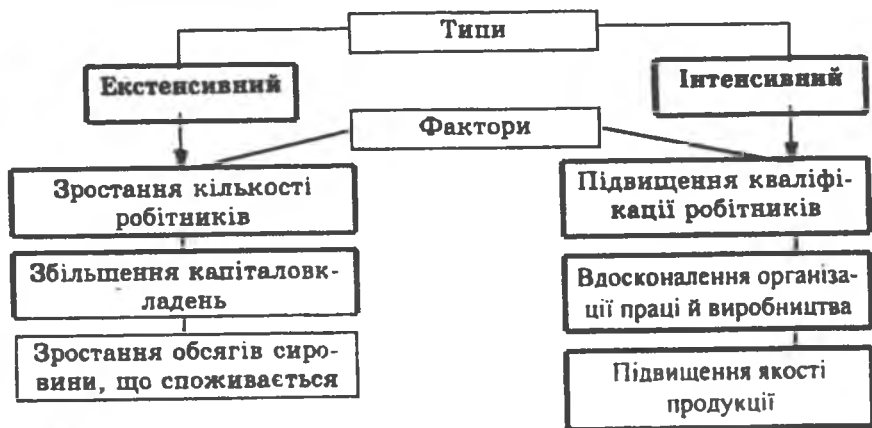 Типи
Екстенсивний
Інтенсивний
Фактори
Зростання кількості
робітників
Збільшення капіталовк-
ладень
Зростання обсягів сиро-
вини, що споживається
Підвищення кваліфі-
кації робітників
Вдосконалення організа-
ції праці й виробництва
Підвищення якості
продукції